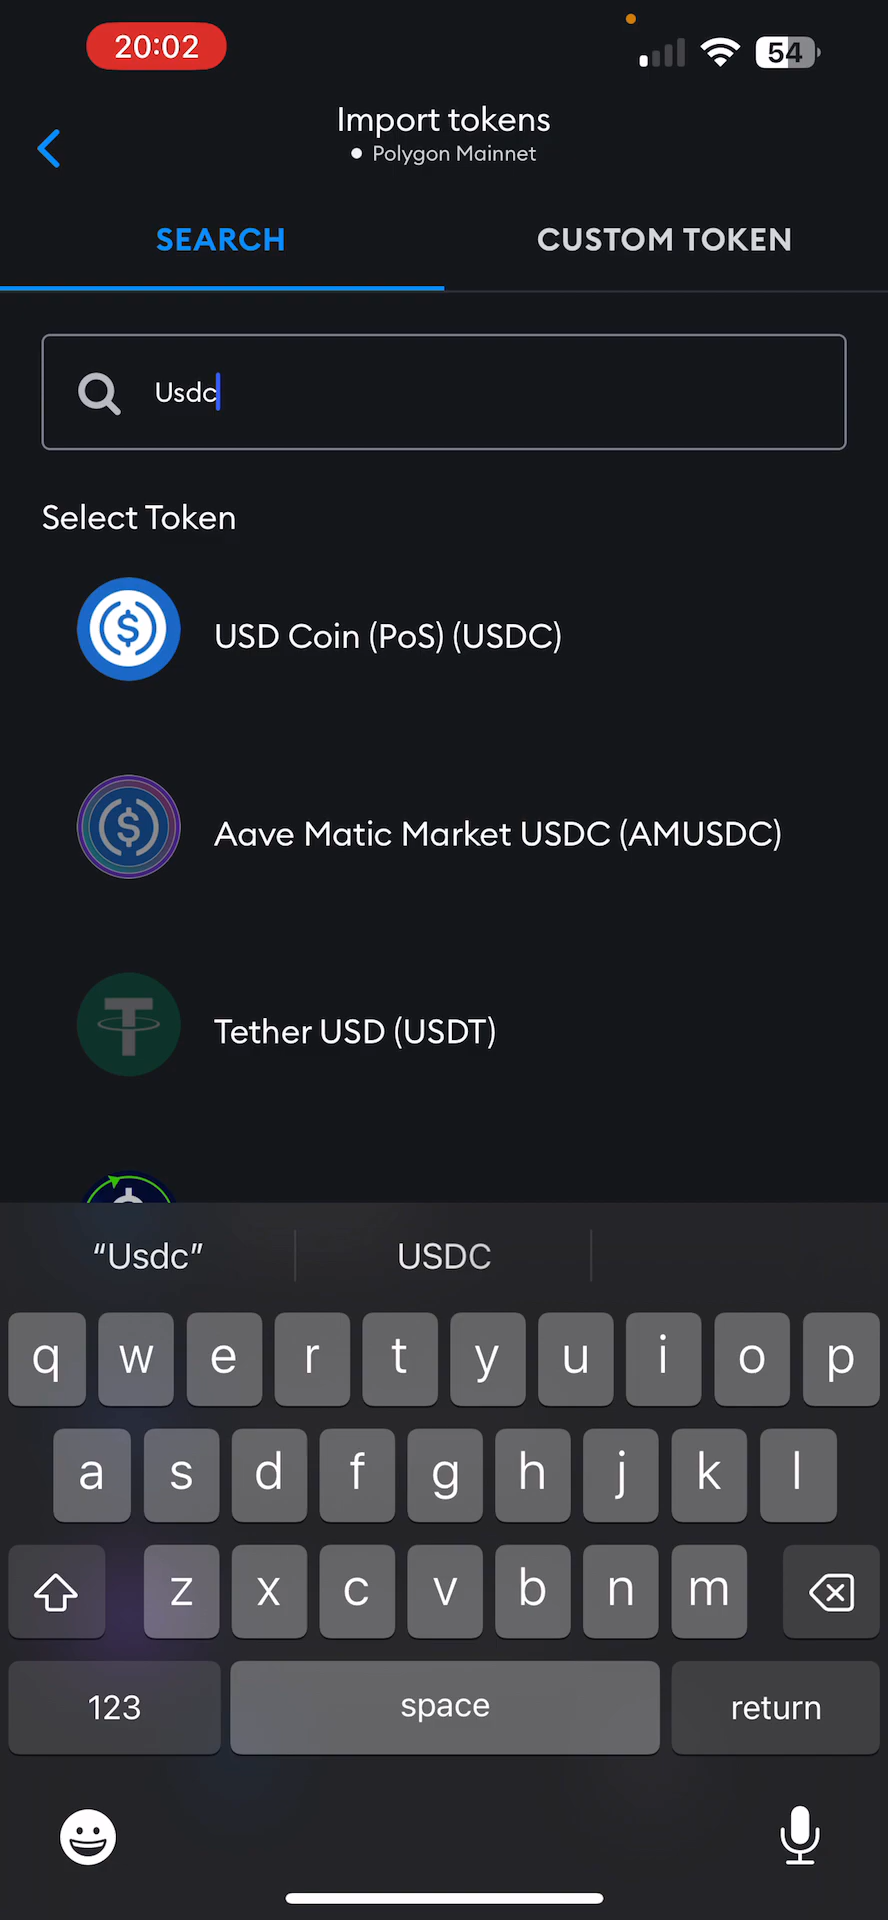 20:02
54
Import tokens
Polygon Mainnet
SEARCH
CUSTOM TOKEN
Usdc
Select Token
USD Coin (PoS) (USDC)
Aave Matic Market USDC (AMUSDC)
Tether USD (USDT)
“Usdc”
USDC
q w e r t y u i o p
a s d f g h j k l
z x c v b n m
123
space
return